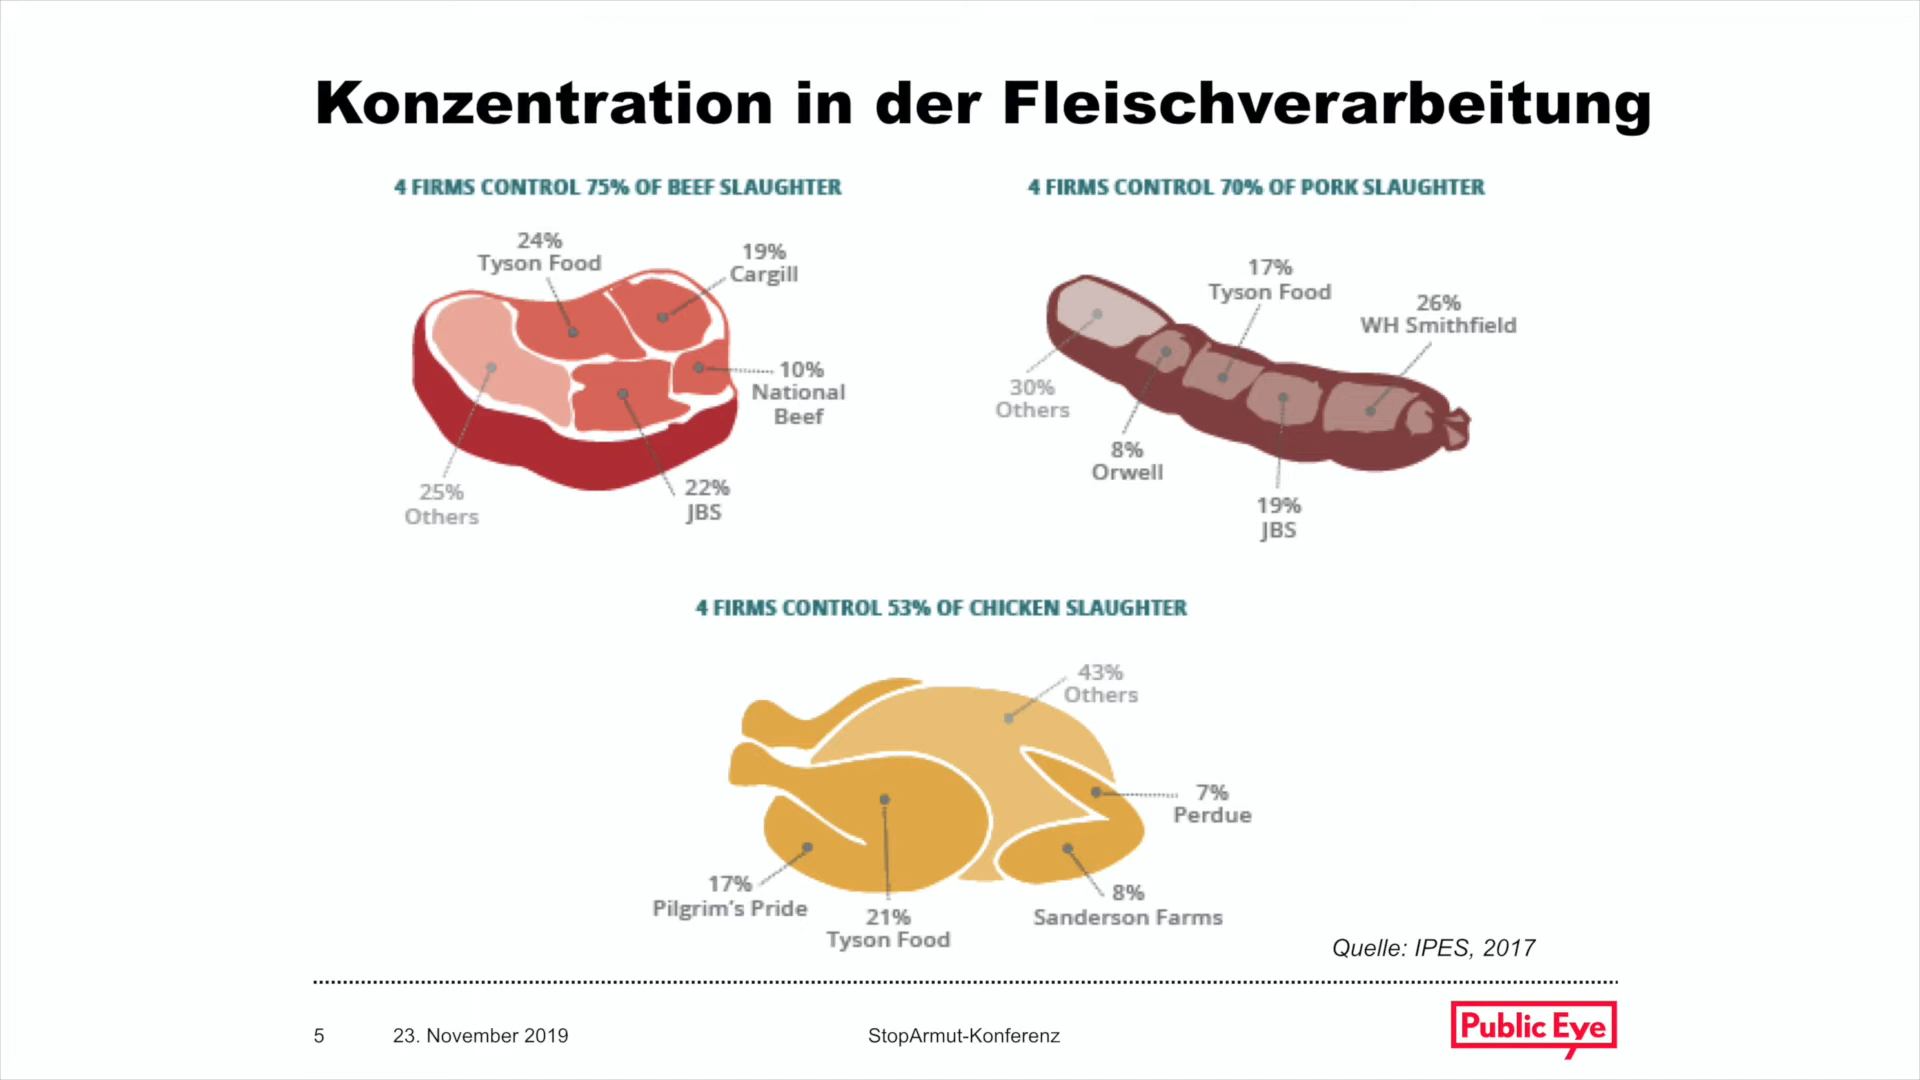 Konzentration in der Fleischverarbeitung
4 FIRMS CONTROL 75% OF BEEF SLAUGHTER
24%
Tyson Food
19%
Cargill
10%
National
Beef
22%
JBS
25%
Others
4 FIRMS CONTROL 70% OF PORK SLAUGHTER
17%
Tyson Food
26%
WH Smithfield
30%
Others
8%
Orwell
19%
JBS
4 FIRMS CONTROL 53% OF CHICKEN SLAUGHTER
43%
Others
7%
Perdue
17%
Pilgrim's Pride
21%
Tyson Food
8%
Sanderson Farms
Quelle: IPES, 2017
5
23. November 2019
StopArmut-Konferenz
Public Eye